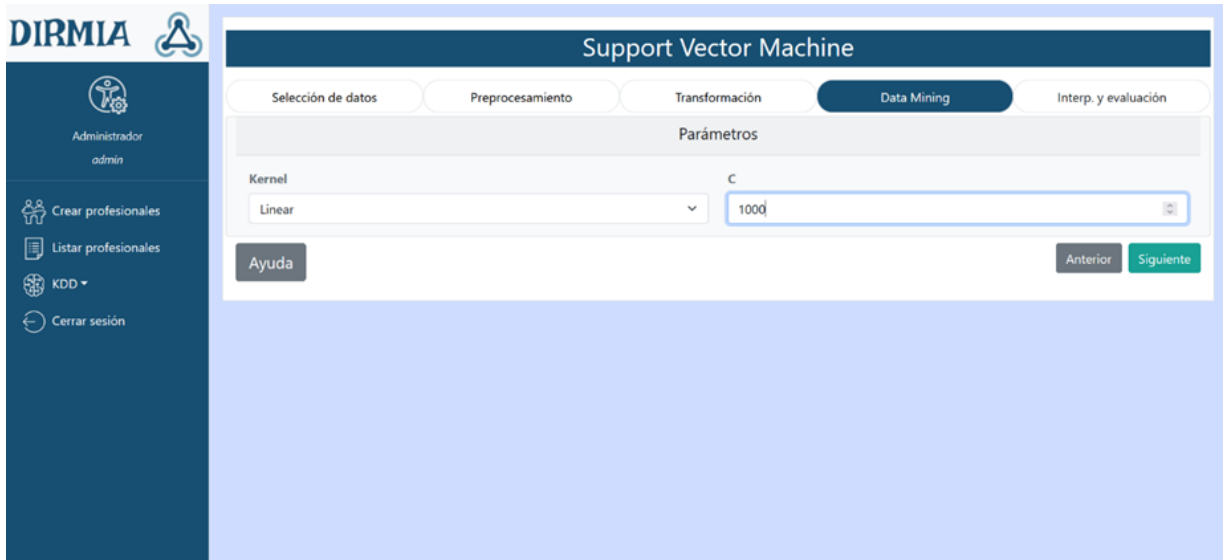 DIRMIA
Administrador
admin
Crear profesionales
Listar profesionales
KDD
Cerrar sesión
Support Vector Machine
Selección de datos
Preprocesamiento
Transformación
Data Mining
Interp. y evaluación
Parámetros
Kernel
C
Linear
1000
Ayuda
Anterior
Siguiente